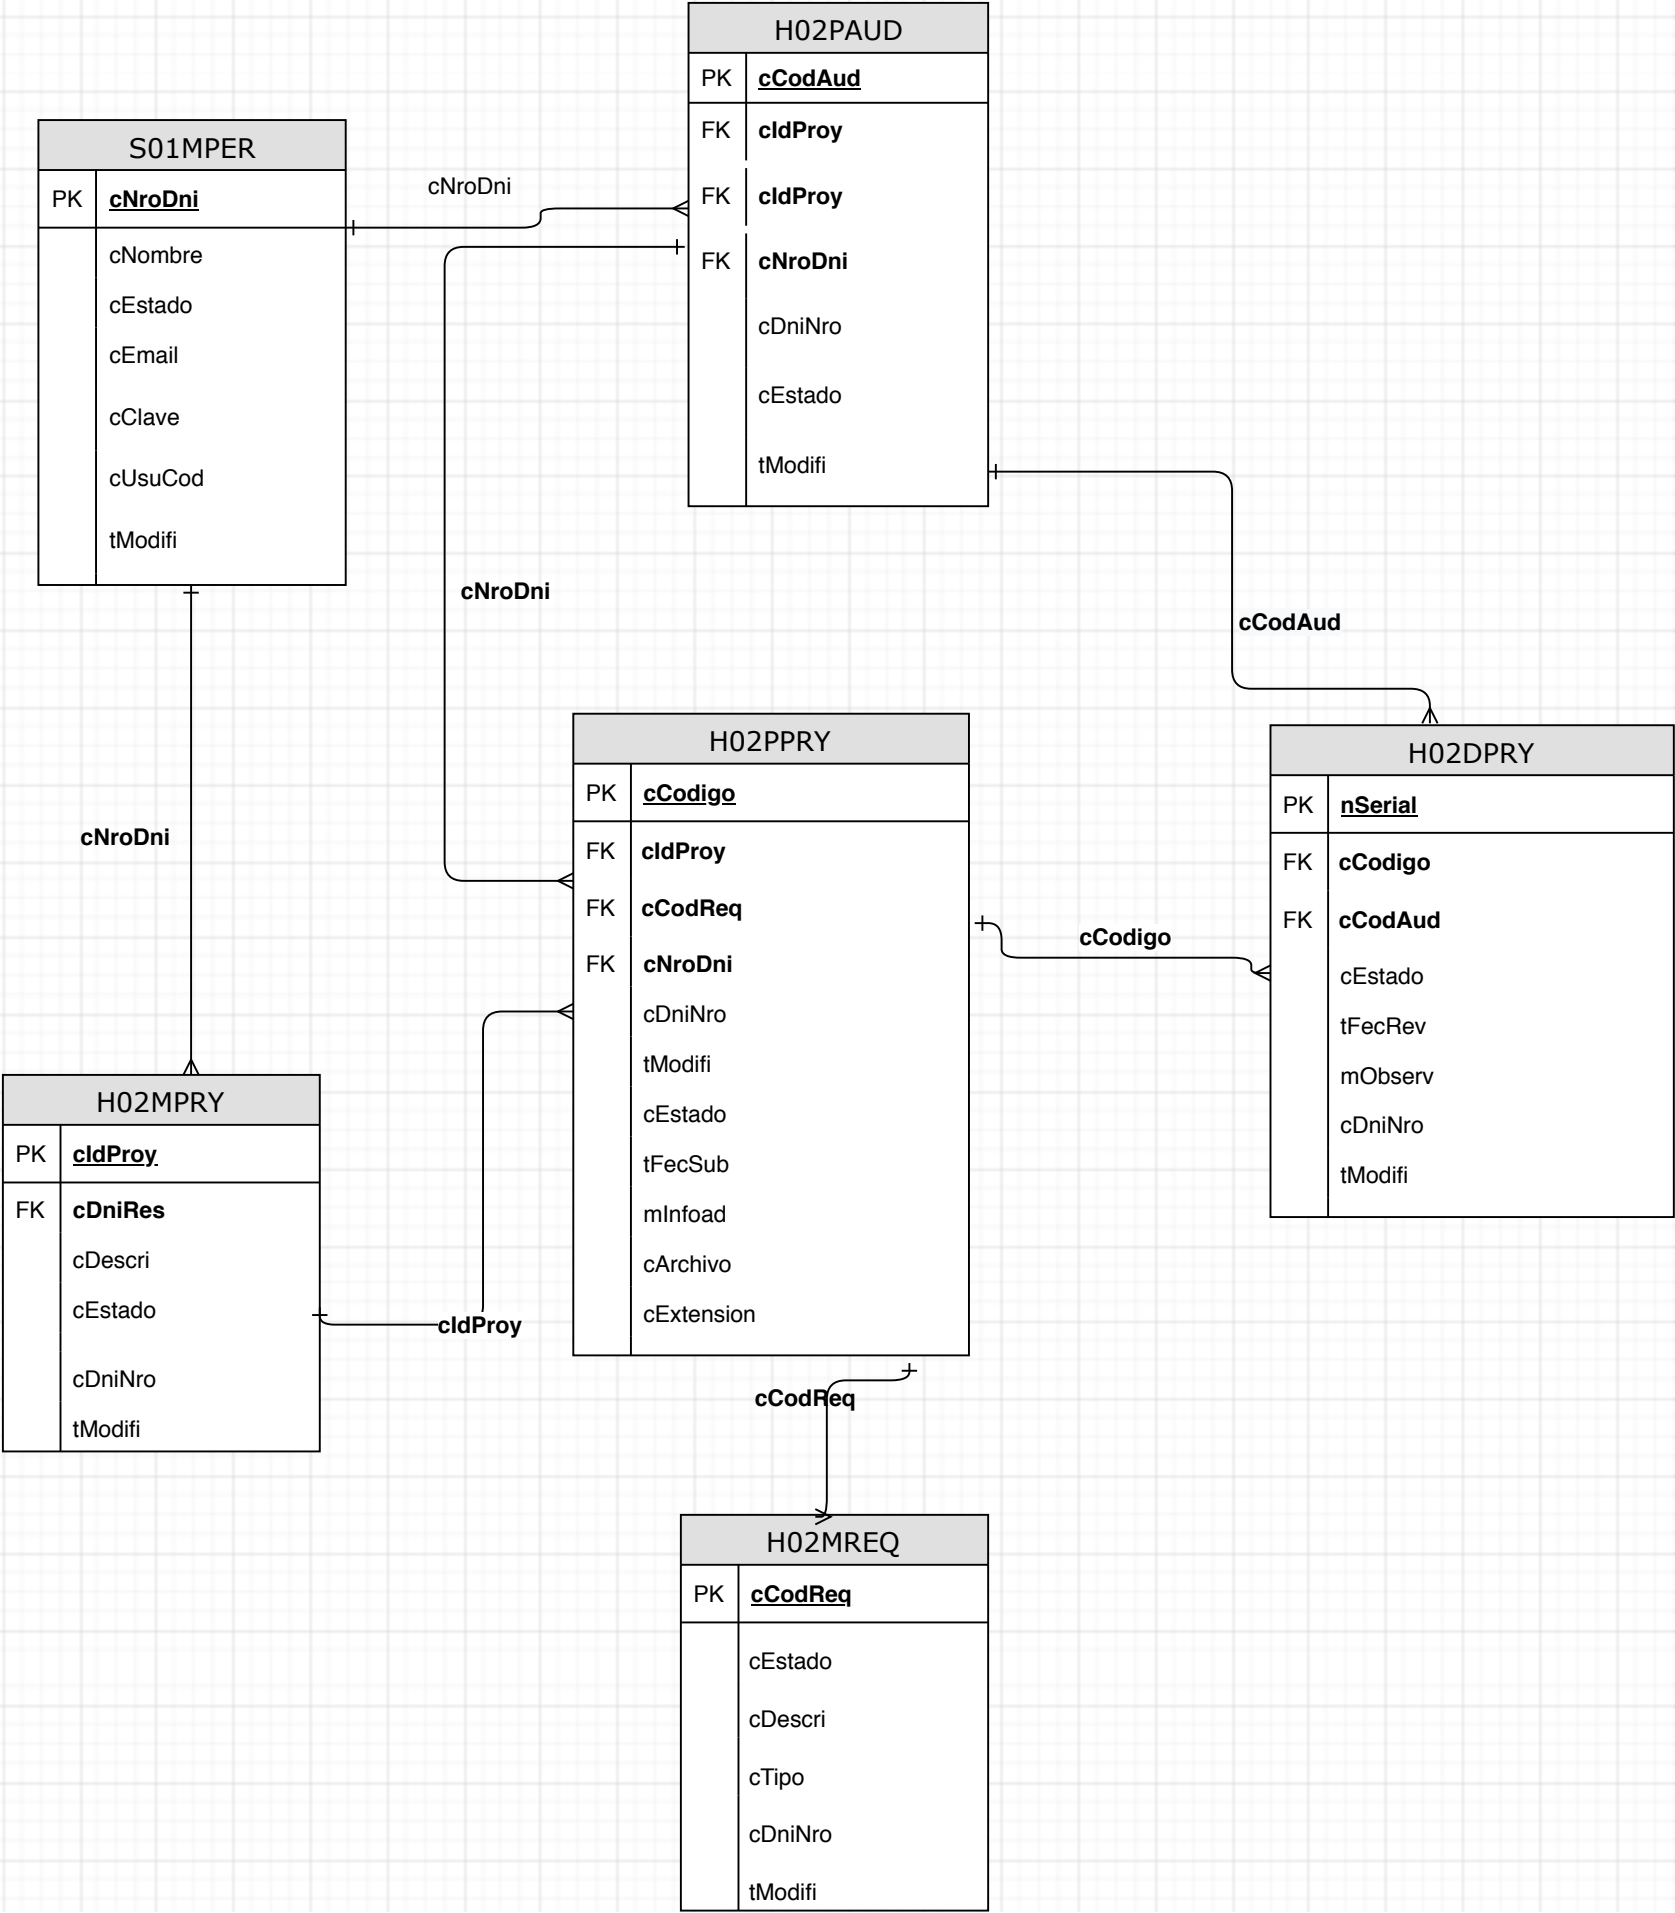 H02PAUD
PK cCodAud
FK cIdProy
FK cIdProy
FK cNroDni
cDniNro
cEstado
tModifi
S01MPER
PK cNroDni
cNombre
cEstado
cEmail
cClave
cUsuCod
tModifi
cNroDni
cNroDni
cCodAud
cNroDni
H02PPRY
PK cCodigo
FK cIdProy
FK cCodReq
FK cNroDni
cDniNro
tModifi
cEstado
tFecSub
mInfoad
cArchivo
cExtension
cCodigo
H02DPRY
PK nSerial
FK cCodigo
FK cCodAud
cEstado
tFecRev
mObserv
cDniNro
tModifi
H02MPRY
PK cIdProy
FK cDniRes
cDescri
cEstado
cDniNro
tModifi
cIdProy
cCodReq
H02MREQ
PK cCodReq
cEstado
cDescri
cTipo
cDniNro
tModifi